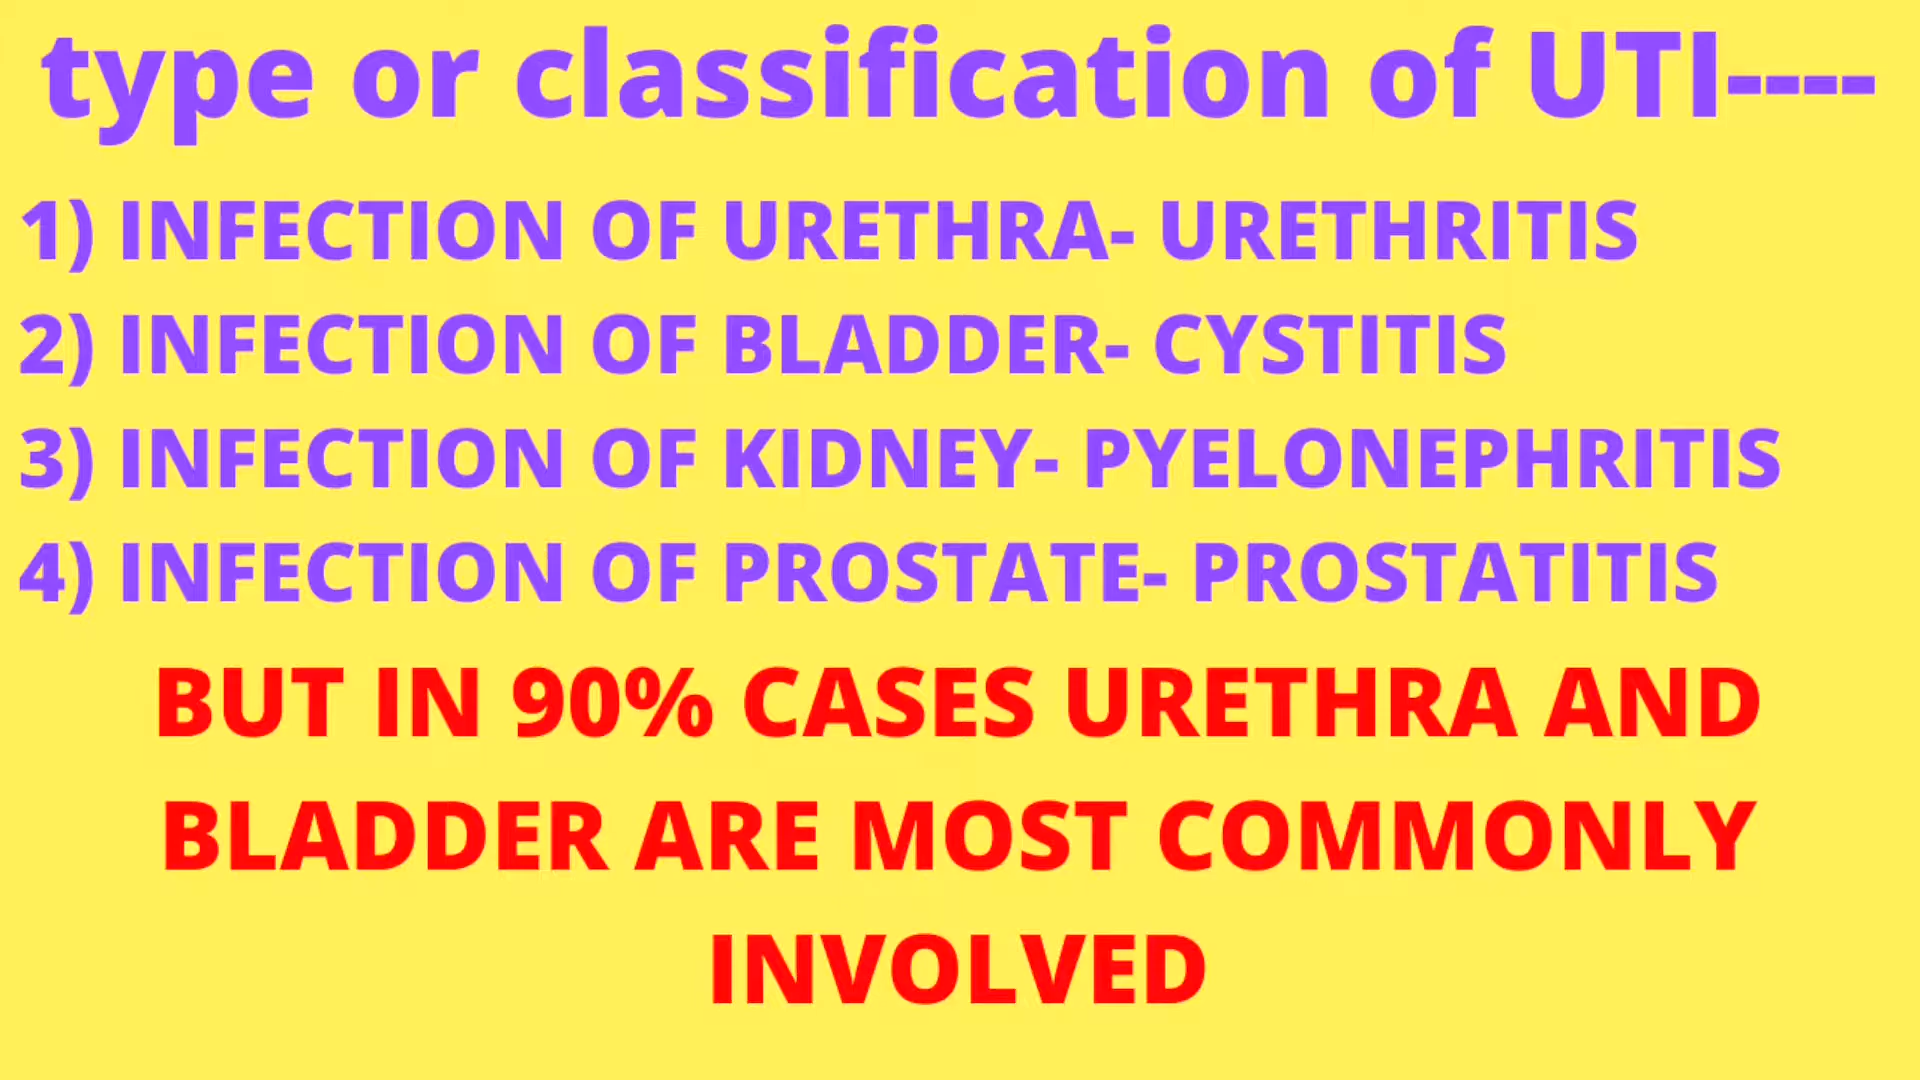 type or classification of UTI----
1) INFECTION OF URETHRA- URETHRITIS
2) INFECTION OF BLADDER- CYSTITIS
3) INFECTION OF KIDNEY- PYELONEPHRITIS
4) INFECTION OF PROSTATE- PROSTATITIS
BUT IN 90% CASES URETHRA AND
BLADDER ARE MOST COMMONLY
INVOLVED